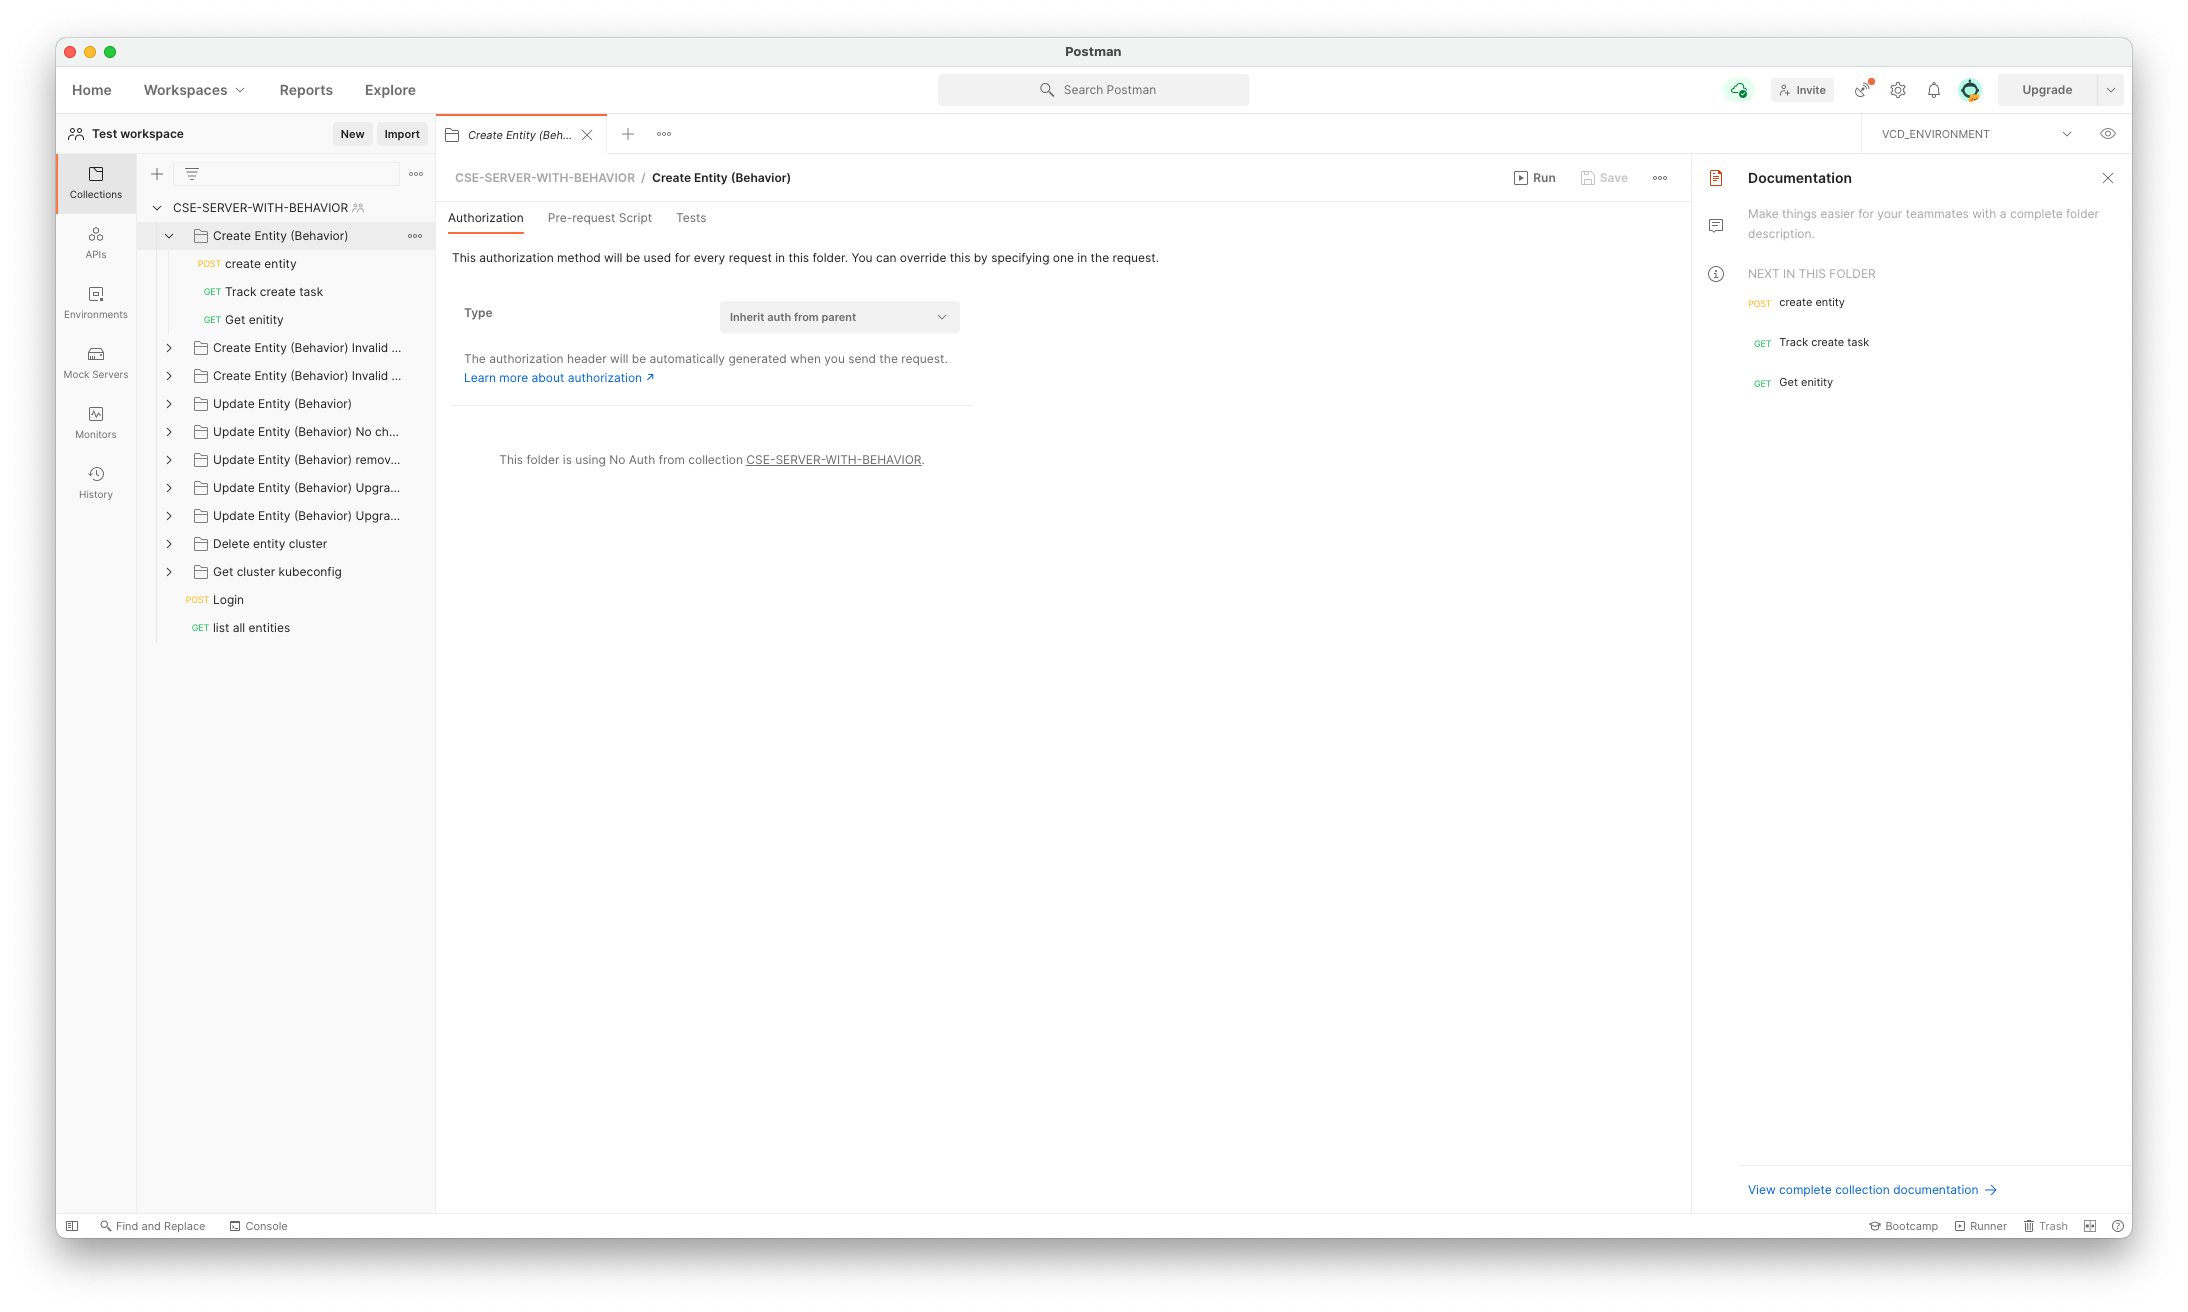 Postman
Home
Workspaces
Reports
Explore
Search Postman
Invite
Upgrade
Test workspace
New
Import
Create Entity (Beh...
VCD_ENVIRONMENT
Collections
APIs
Environments
Mock Servers
Monitors
History
CSE-SERVER-WITH-BEHAVIOR
Create Entity (Behavior)
POST create entity
GET Track create task
GET Get enitity
Create Entity (Behavior) Invalid ...
Create Entity (Behavior) Invalid ...
Update Entity (Behavior)
Update Entity (Behavior) No ch...
Update Entity (Behavior) remov...
Update Entity (Behavior) Upgra...
Update Entity (Behavior) Upgra...
Delete entity cluster
Get cluster kubeconfig
POST Login
GET list all entities
CSE-SERVER-WITH-BEHAVIOR / Create Entity (Behavior)
Run
Save
Authorization
Pre-request Script
Tests
This authorization method will be used for every request in this folder. You can override this by specifying one in the request.
Type
Inherit auth from parent
The authorization header will be automatically generated when you send the request.
Learn more about authorization ↗
This folder is using No Auth from collection CSE-SERVER-WITH-BEHAVIOR.
Documentation
Make things easier for your teammates with a complete folder
description.
NEXT IN THIS FOLDER
POST create entity
GET Track create task
GET Get enitity
View complete collection documentation →
Find and Replace
Console
Bootcamp
Runner
Trash